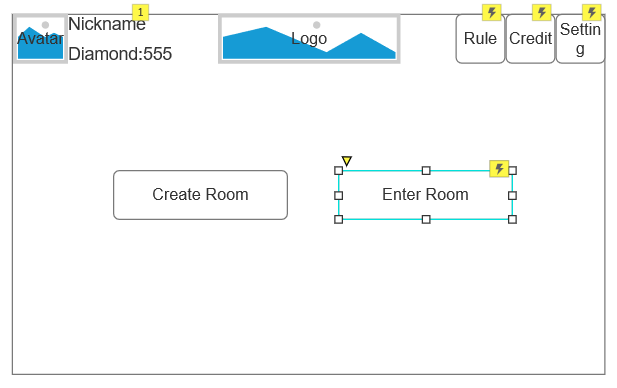 1
Nickname
Avatar
Diamond:555
Logo
Rule
Credit
Settin
g
Create Room
Enter Room